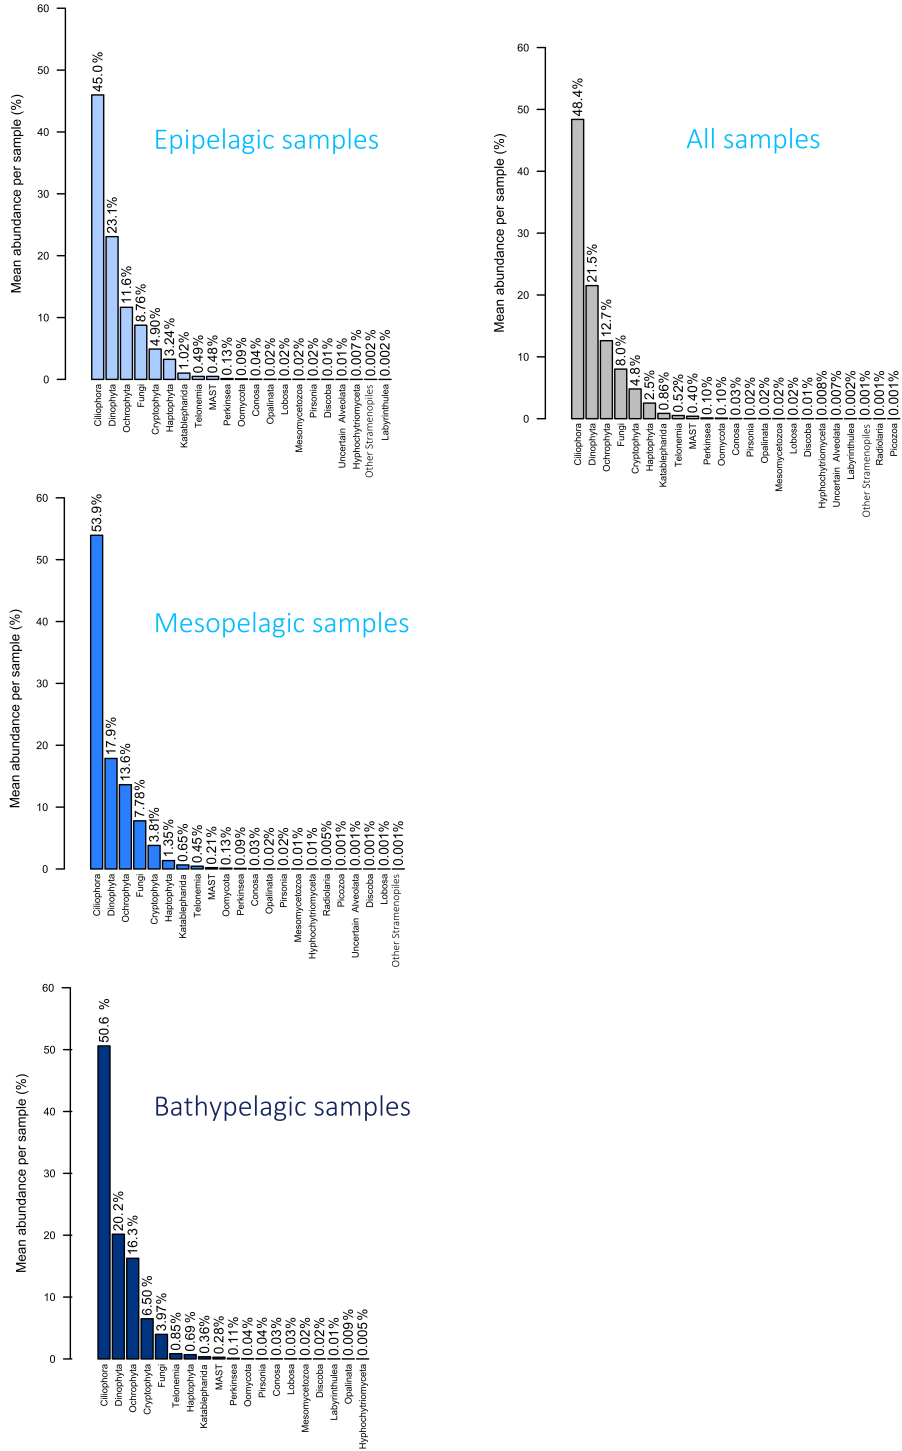 Epipelagic samples
Mean abundance per sample (%)
60
50
40
30
20
10
0
45.0%
23.1%
11.6%
8.76%
4.90%
3.24%
1.02%
0.49%
0.48%
0.13%
0.09%
0.04%
0.02%
0.02%
0.02%
0.02%
0.01%
0.01%
0.007%
0.002%
0.002%
Ciliophora
Dinophyta
Ochrophyta
Fungi
Cryptophyta
Haptophyta
Katablepharida
Telonemia
MAST
Perkinsea
Oomycota
Conosa
Opalinata
Lobosa
Mesomycetozoa
Pirsonia
Discoba
Uncertain Alveolata
Hyphochytriomyceta
Other Stramenopiles
Labyrinthulea
All samples
Mean abundance per sample (%)
60
50
40
30
20
10
0
48.4%
21.5%
12.7%
8.0%
4.8%
2.5%
0.86%
0.52%
0.40%
0.10%
0.10%
0.03%
0.02%
0.02%
0.02%
0.02%
0.01%
0.008%
0.007%
0.002%
0.001%
0.001%
0.001%
Ciliophora
Dinophyta
Ochrophyta
Fungi
Cryptophyta
Haptophyta
Katablepharida
Telonemia
MAST
Perkinsea
Oomycota
Conosa
Pirsonia
Opalinata
Mesomycetozoa
Lobosa
Discoba
Hyphochytriomyceta
Uncertain Alveolata
Labyrinthulea
Other Stramenopiles
Radiolaria
Picozoa
Mesopelagic samples
Mean abundance per sample (%)
60
50
40
30
20
10
0
53.9%
17.9%
13.6%
7.78%
3.81%
1.35%
0.65%
0.45%
0.21%
0.13%
0.09%
0.03%
0.02%
0.02%
0.01%
0.01%
0.005%
0.001%
0.001%
0.001%
0.001%
0.001%
Ciliophora
Dinophyta
Ochrophyta
Fungi
Cryptophyta
Haptophyta
Katablepharida
Telonemia
MAST
Oomycota
Perkinsea
Conosa
Opalinata
Pirsonia
Mesomycetozoa
Hyphochytriomyceta
Radiolaria
Picozoa
Uncertain Alveolata
Discoba
Lobosa
Other Stramenopiles
Bathypelagic samples
Mean abundance per sample (%)
60
50
40
30
20
10
0
50.6 %
20.2%
16.3%
6.50%
3.97%
0.85%
0.69%
0.36%
0.28%
0.11%
0.04%
0.04%
0.03%
0.03%
0.02%
0.02%
0.01%
0.009%
0.005%
Ciliophora
Dinophyta
Ochrophyta
Cryptophyta
Fungi
Telonemia
Haptophyta
Katablepharida
MAST
Perkinsea
Oomycota
Pirsonia
Conosa
Lobosa
Mesomycetozoa
Discoba
Labyrinthulea
Opalinata
Hyphochytriomyceta